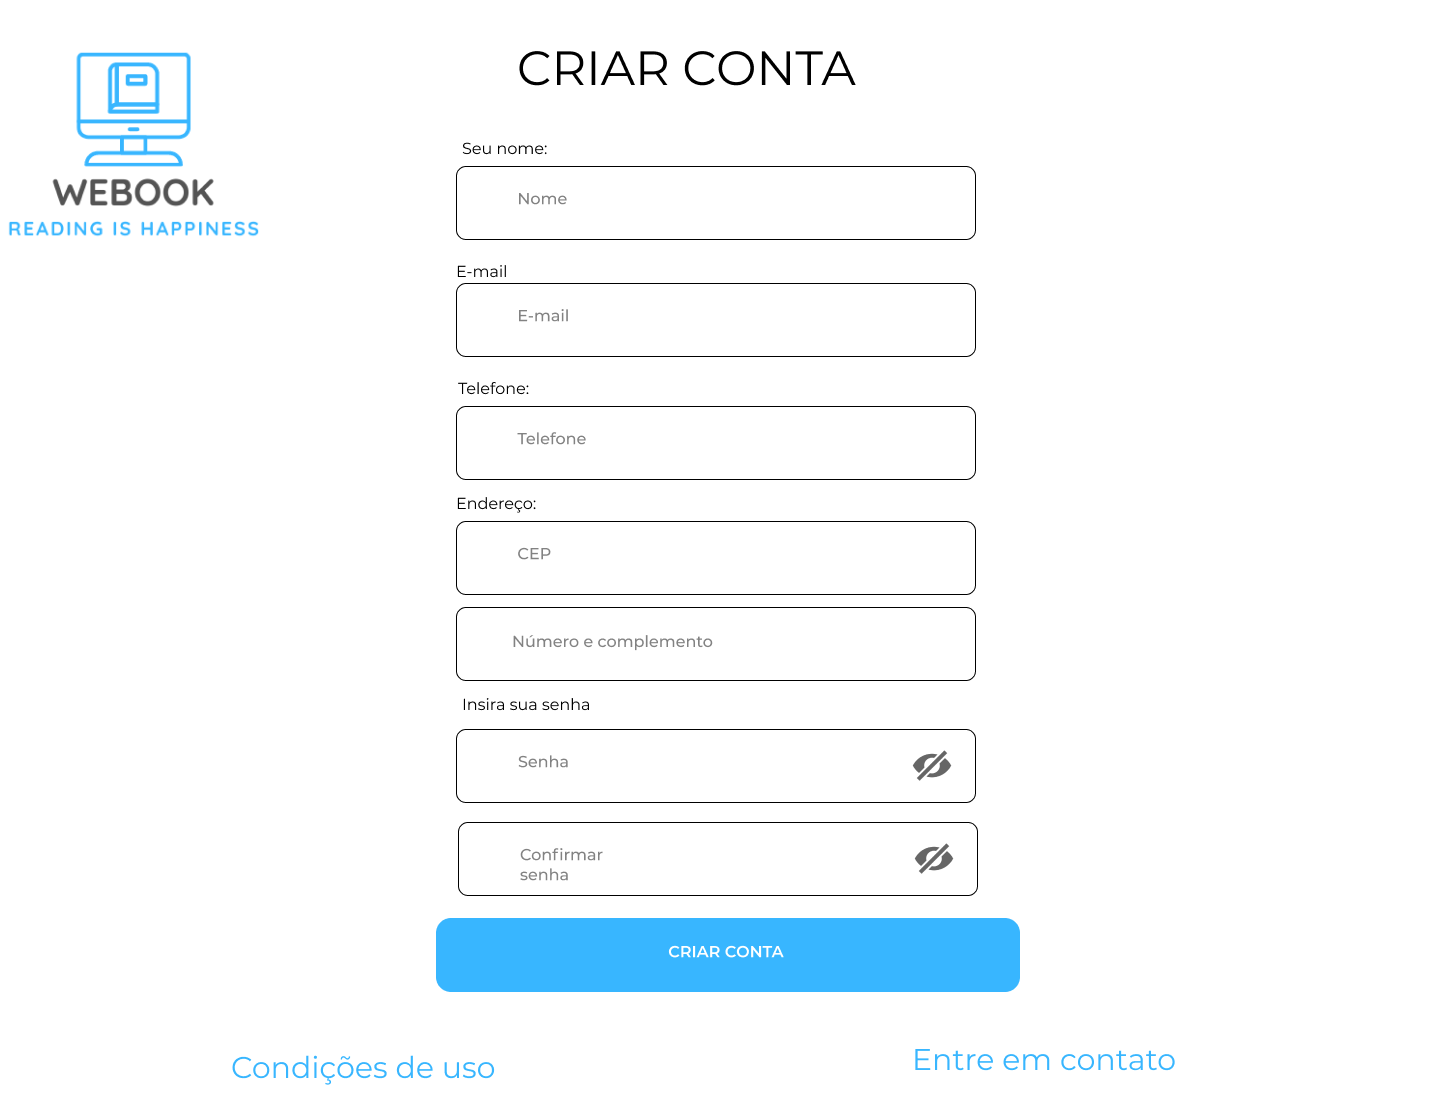 CRIAR CONTA
WEBOOK
READING IS HAPPINESS
Seu nome:
Nome
E-mail
E-mail
Telefone:
Telefone
Endereço:
CEP
Número e complemento
Insira sua senha
Senha
Confirmar
senha
CRIAR CONTA
Condições de uso
Entre em contato